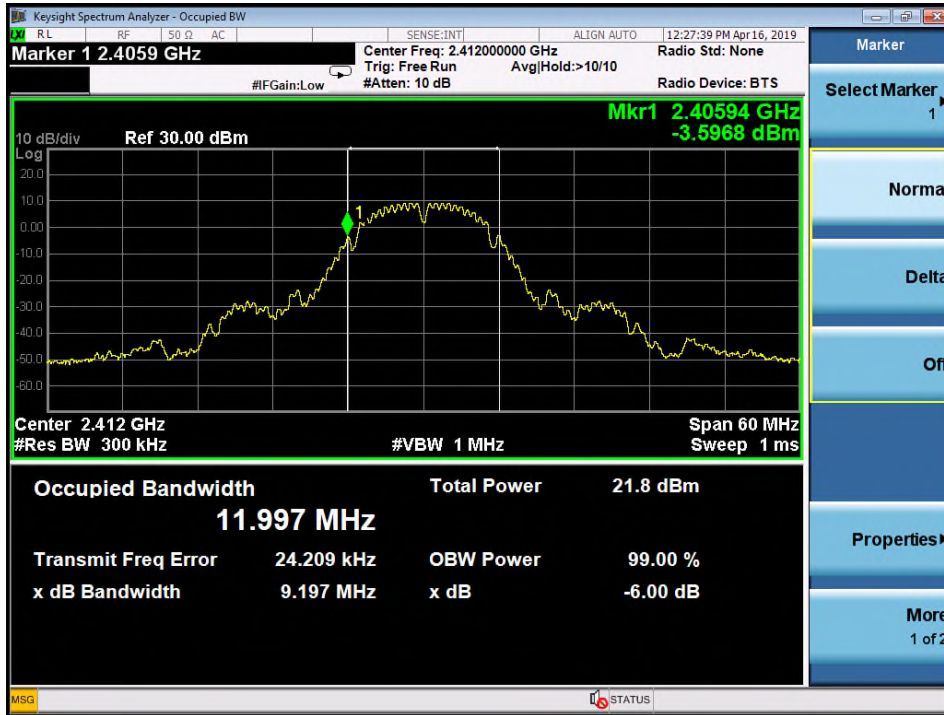 Keysight Spectrum Analyzer - Occupied BW
LXI RL RF 50 Ω AC SENSE:INT ALIGN AUTO 12:27:39 PM Apr 16, 2019
Marker 1 2.4059 GHz
Center Freq: 2.412000000 GHz
Radio Std: None
Trig: Free Run Avg|Hold:>10/10
#IFGain:Low #Atten: 10 dB Radio Device: BTS
Mkr1 2.40594 GHz
-3.5968 dBm
10 dB/div Ref 30.00 dBm
Log
20.0
10.0
0.00
-10.0
-20.0
-30.0
-40.0
-50.0
-60.0
1
Center 2.412 GHz Span 60 MHz
#Res BW 300 kHz #VBW 1 MHz Sweep 1 ms
Occupied Bandwidth Total Power 21.8 dBm
11.997 MHz
Transmit Freq Error 24.209 kHz OBW Power 99.00 %
x dB Bandwidth 9.197 MHz x dB -6.00 dB
Marker
Select Marker
1
Norma
Delta
Off
Properties
More
1 of 2
MSG STATUS